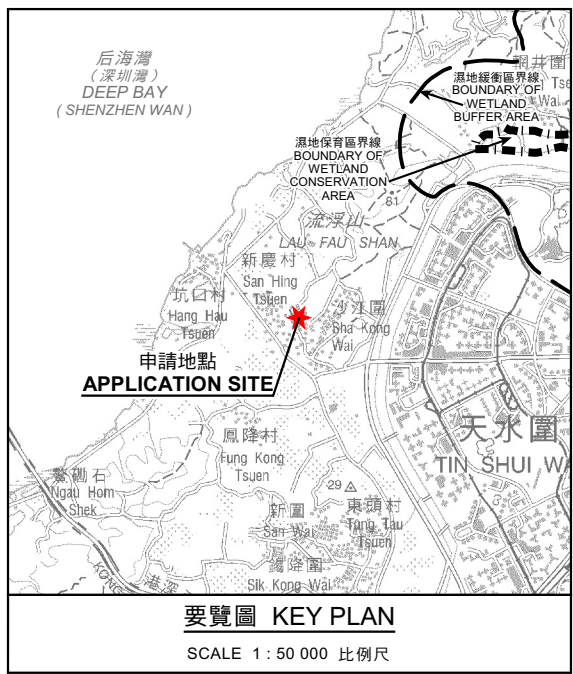 后海灣
(深圳灣)
DEEP BAY
( SHENZHEN WAN )
濕地緩衝區界線
BOUNDARY OF
WETLAND
BUFFER AREA
濕地保育區界線
BOUNDARY OF
WETLAND
CONSERVATION
AREA
81
流浮山
LAU FAU SHAN
新慶村
San Hing
Tsuen
坑口村
Hang Hau
Tsuen
沙江圍
Sha Kong
Wai
申請地點
APPLICATION SITE
天水圍
TIN SHUI WA
鳳降村
Fung Kong
Tsuen
鰲磡石
Ngau Hom
Shek
29
新圍
San Wai
東頭村
Tung Tau
Tsuen
錫降圍
Sik Kong Wai
要覽圖 KEY PLAN
SCALE 1 : 50 000 比例尺